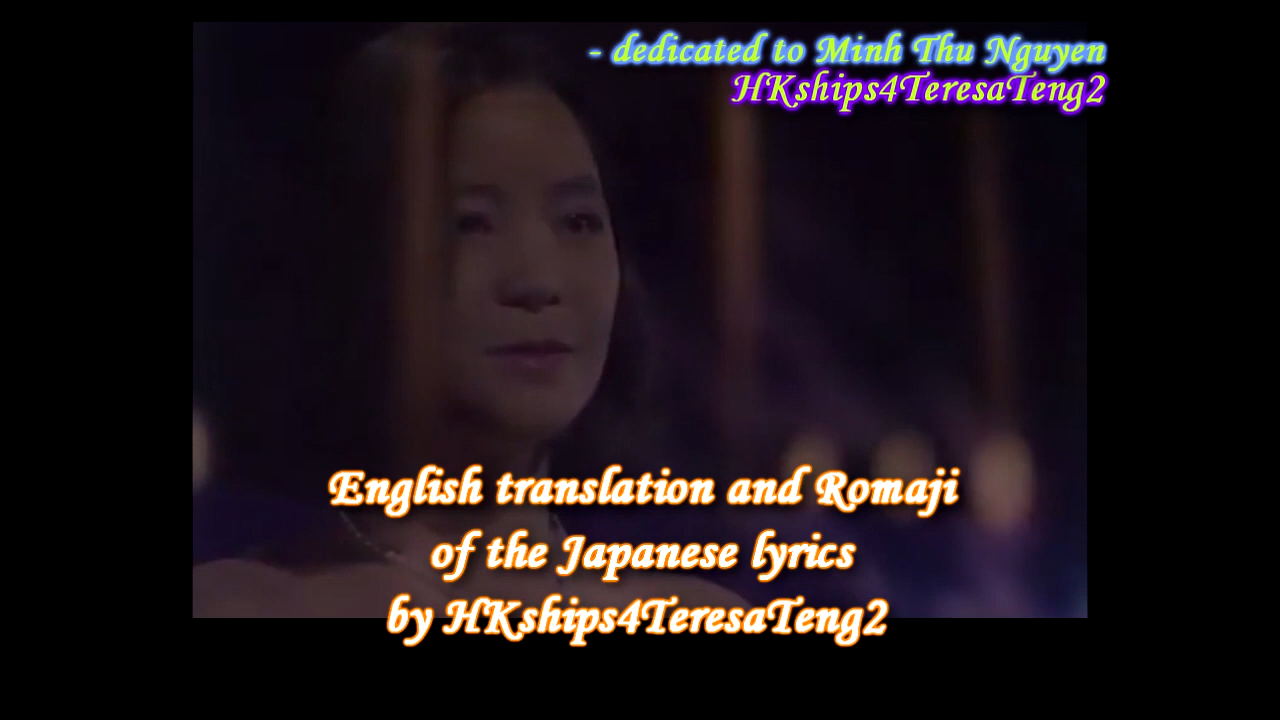 - dedicated to Minh Thu Nguyen
HKships4TeresaTeng2
English translation and Romaji
of the Japanese lyrics
by HKships4TeresaTeng2